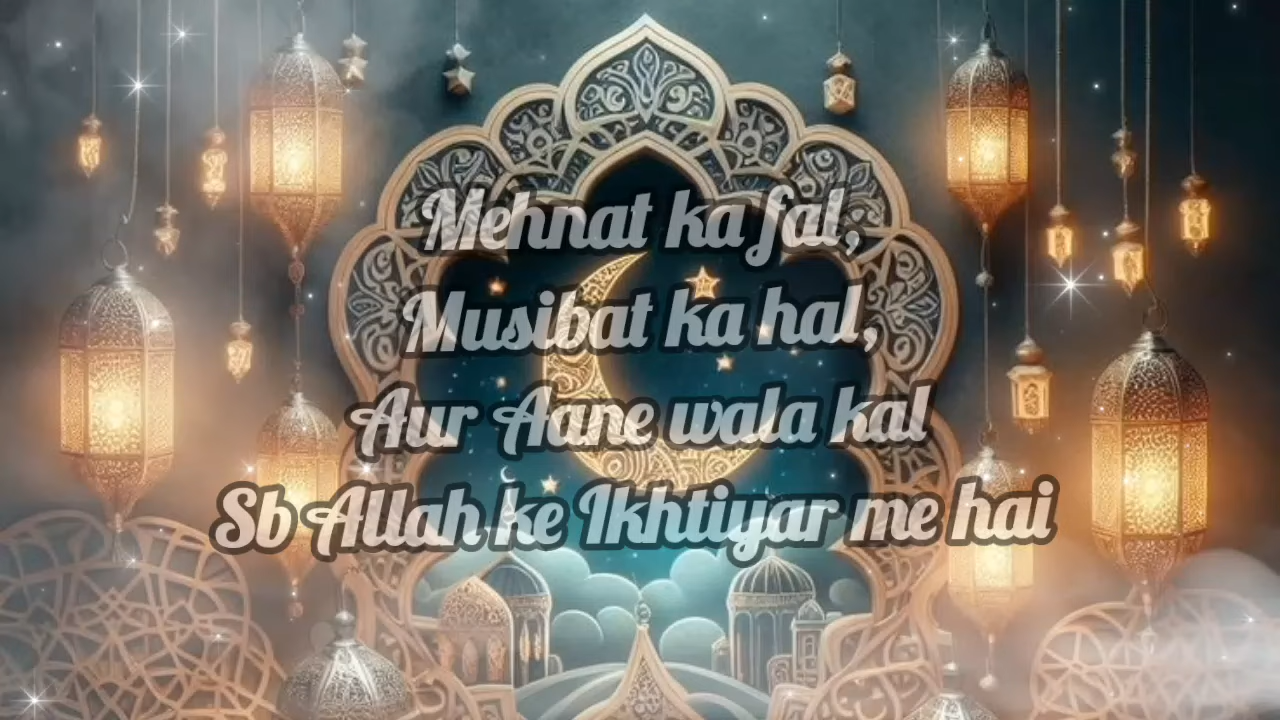 Mehnat ka fal,
Musibat ka hal,
Aur Aane wala kal
Sb Allah ke Ikhtiyar me hai